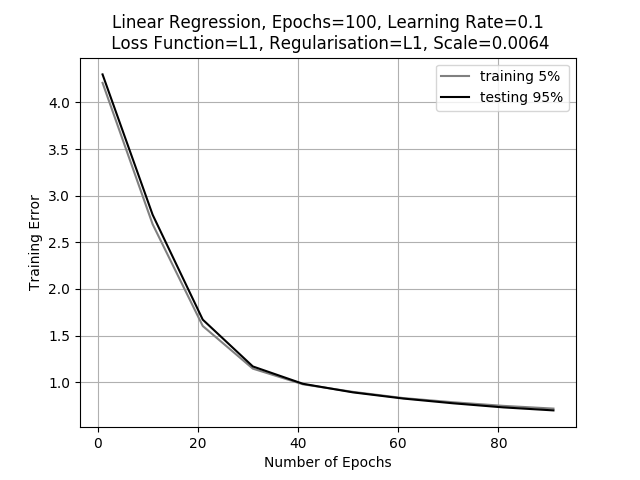 Linear Regression, Epochs=100, Learning Rate=0.1
Loss Function=L1, Regularisation=L1, Scale=0.0064
training 5%
testing 95%
4.0
3.5
3.0
2.5
2.0
1.5
1.0
Training Error
0 20 40 60 80
Number of Epochs